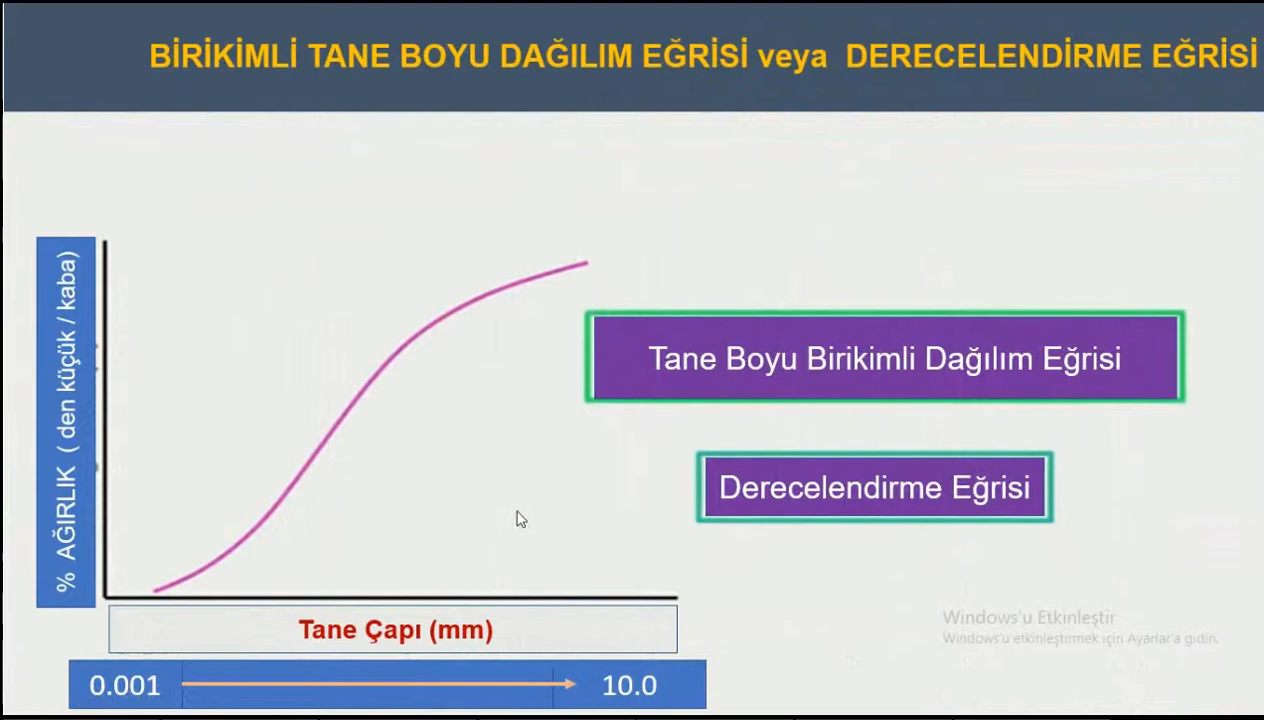 BİRİKİMLİ TANE BOYU DAĞILIM EĞRİSİ veya DERECELENDİRME EĞRİSİ
% AĞIRLIK ( den küçük / kaba)
Tane Boyu Birikimli Dağılım Eğrisi
Derecelendirme Eğrisi
Tane Çapı (mm)
0.001 10.0
Windows'u Etkinleştir
Windows'u etkinleştirmek için Ayarlar'a gidin.